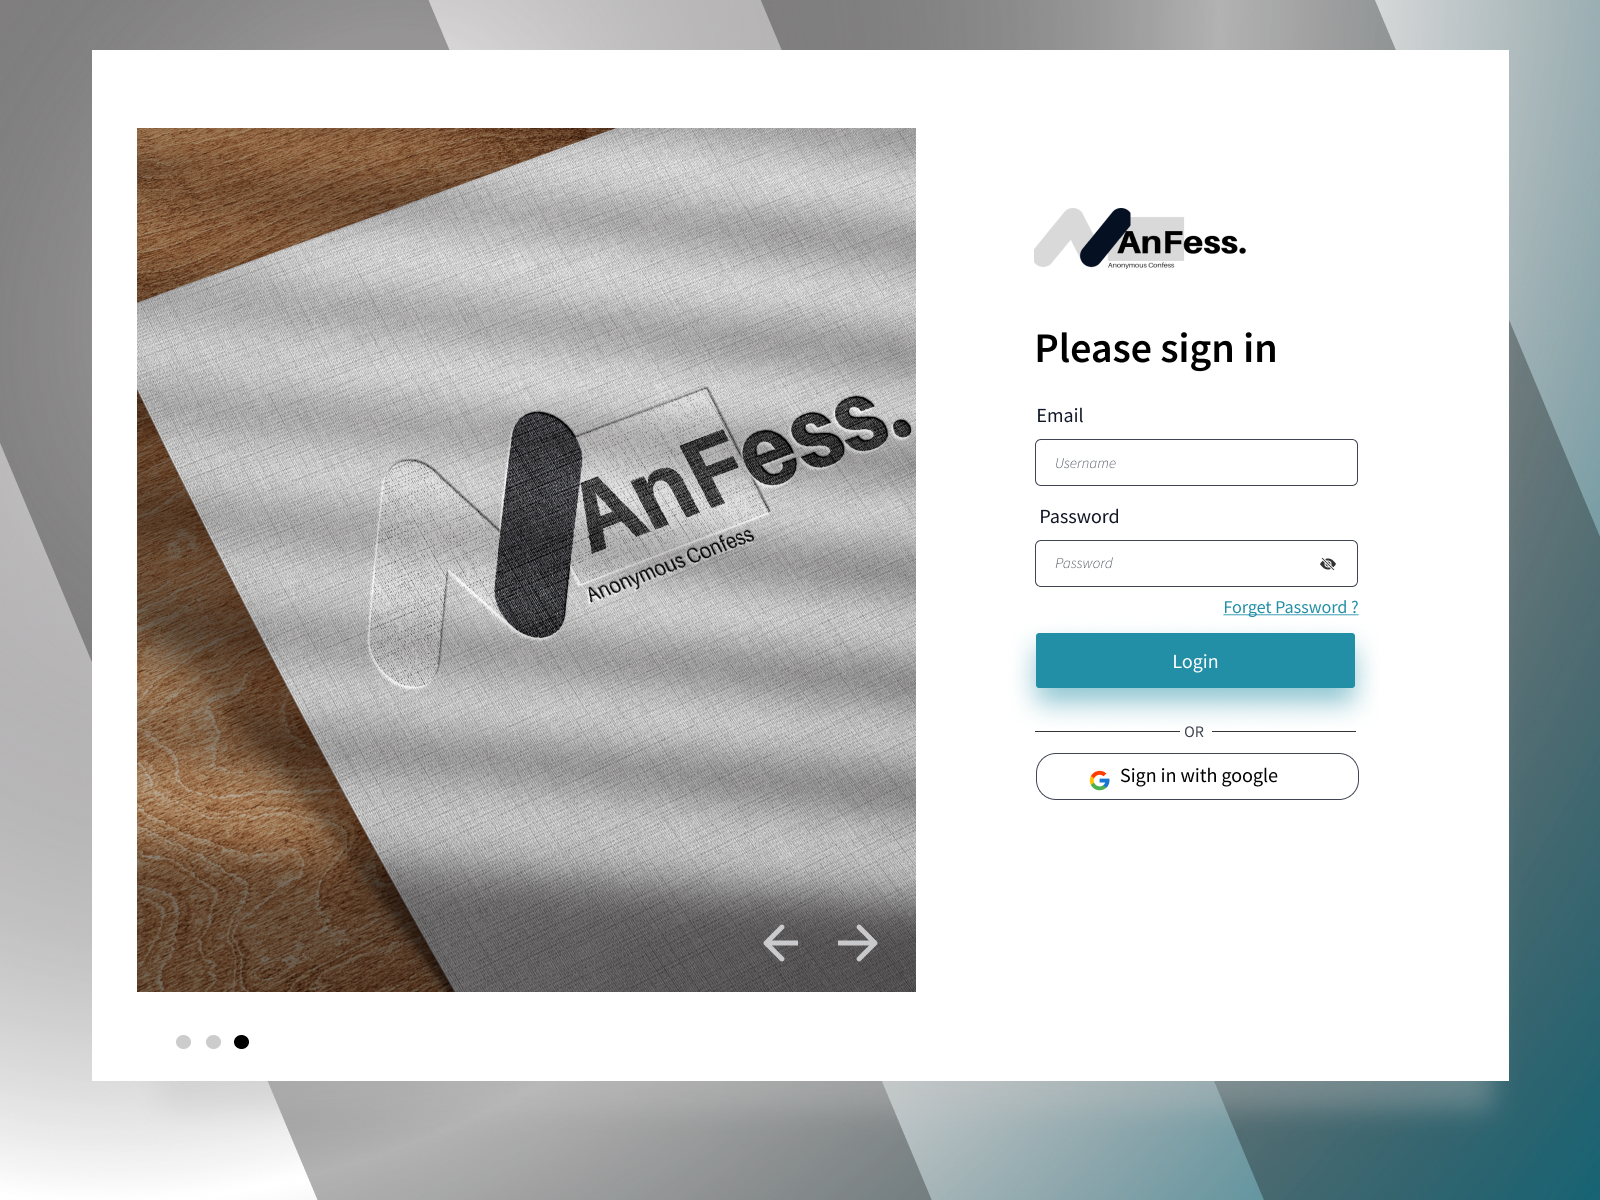 AnFess.
Anonymous Confess
AnFess.
Anonymous Confess
Please sign in
Email
Username
Password
Password
Forget Password ?
Login
OR
Sign in with google